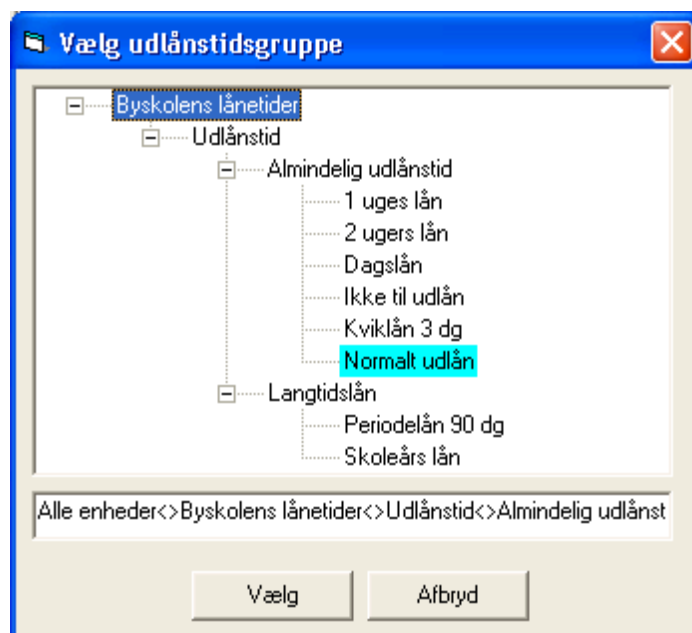 Vælg udlånstidsgruppe
Byskolens lånetider
Udlånstid
Almindelig udlånstid
1 uges lån
2 ugers lån
Dagslån
Ikke til udlån
Kviklån 3 dg
Normalt udlån
Langtidslån
Periodelån 90 dg
Skoleårs lån
Alle enheder<>Byskolens lånetider<>Udlånstid<>Almindelig udlånst
Vælg
Afbryd